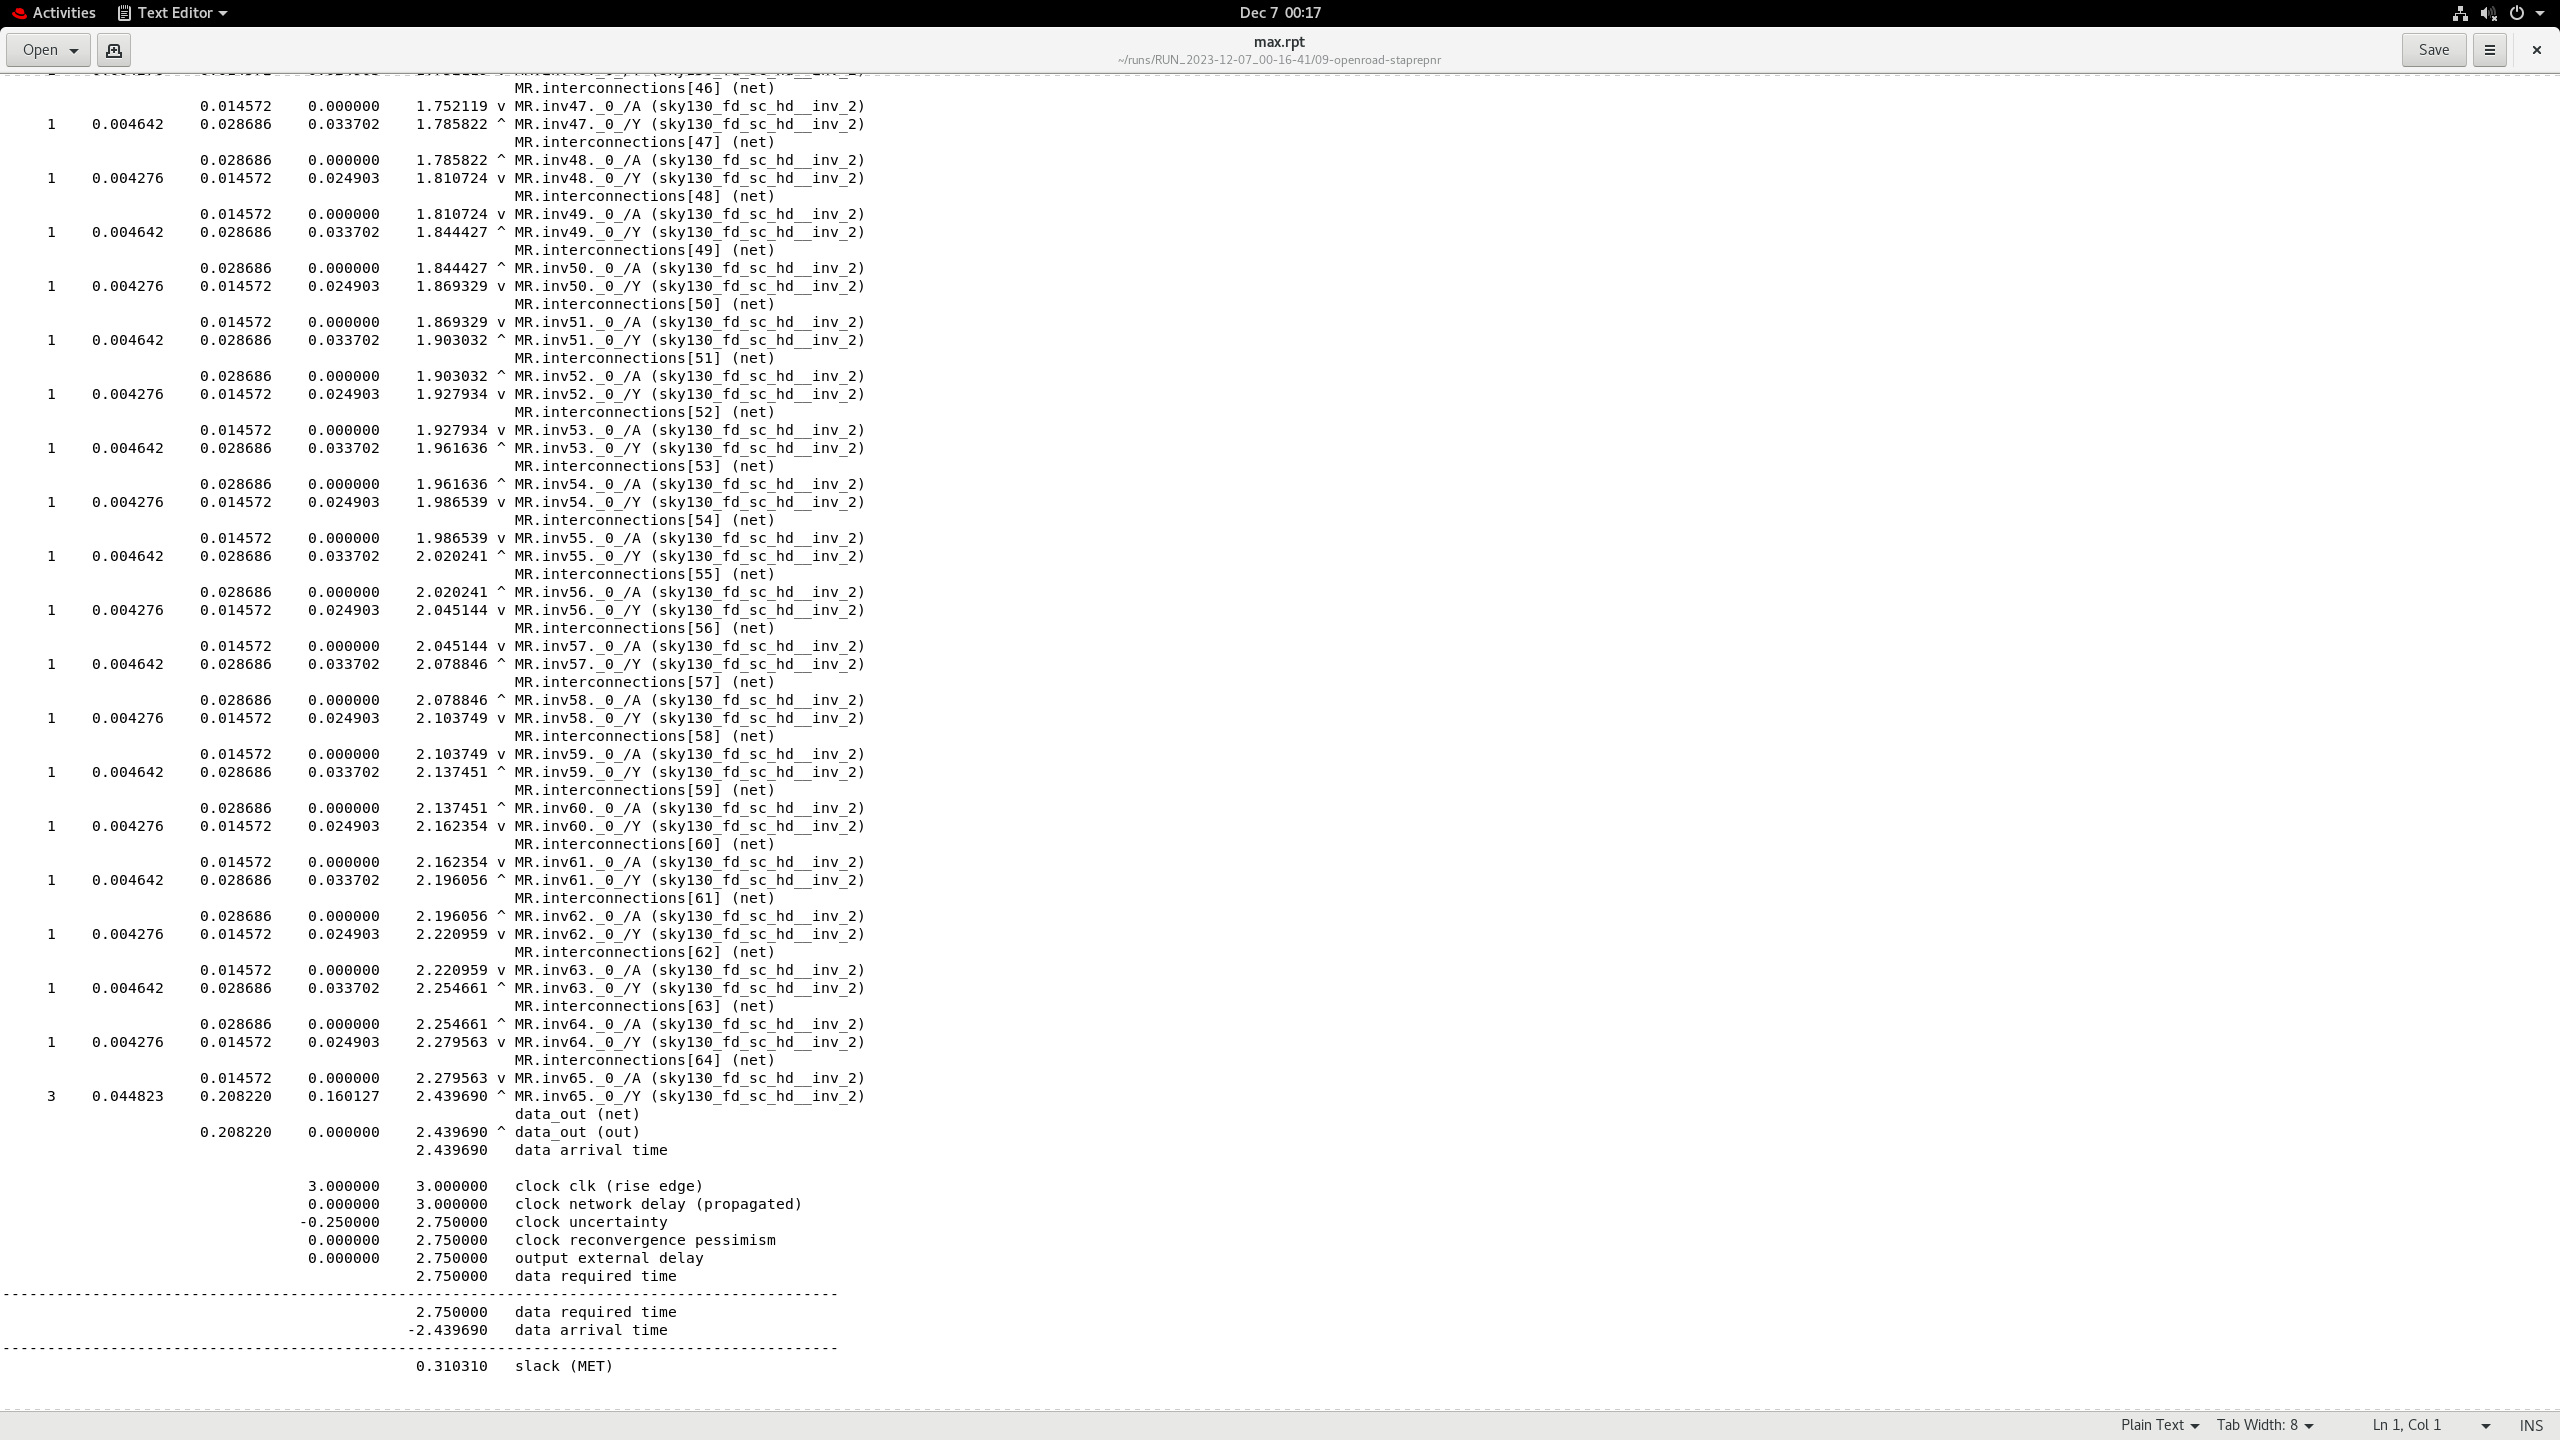 Activities Text Editor Dec 7 00:17
Open max.rpt Save
~/runs/RUN_2023-12-07_00-16-41/09-openroad-staprepnr
MR.interconnections[46] (net)
0.014572 0.000000 1.752119 v MR.inv47._0_/A (sky130_fd_sc_hd__inv_2)
1 0.004642 0.028686 0.033702 1.785822 ^ MR.inv47._0_/Y (sky130_fd_sc_hd__inv_2)
MR.interconnections[47] (net)
0.028686 0.000000 1.785822 ^ MR.inv48._0_/A (sky130_fd_sc_hd__inv_2)
1 0.004276 0.014572 0.024903 1.810724 v MR.inv48._0_/Y (sky130_fd_sc_hd__inv_2)
MR.interconnections[48] (net)
0.014572 0.000000 1.810724 v MR.inv49._0_/A (sky130_fd_sc_hd__inv_2)
1 0.004642 0.028686 0.033702 1.844427 ^ MR.inv49._0_/Y (sky130_fd_sc_hd__inv_2)
MR.interconnections[49] (net)
0.028686 0.000000 1.844427 ^ MR.inv50._0_/A (sky130_fd_sc_hd__inv_2)
1 0.004276 0.014572 0.024903 1.869329 v MR.inv50._0_/Y (sky130_fd_sc_hd__inv_2)
MR.interconnections[50] (net)
0.014572 0.000000 1.869329 v MR.inv51._0_/A (sky130_fd_sc_hd__inv_2)
1 0.004642 0.028686 0.033702 1.903032 ^ MR.inv51._0_/Y (sky130_fd_sc_hd__inv_2)
MR.interconnections[51] (net)
0.028686 0.000000 1.903032 ^ MR.inv52._0_/A (sky130_fd_sc_hd__inv_2)
1 0.004276 0.014572 0.024903 1.927934 v MR.inv52._0_/Y (sky130_fd_sc_hd__inv_2)
MR.interconnections[52] (net)
0.014572 0.000000 1.927934 v MR.inv53._0_/A (sky130_fd_sc_hd__inv_2)
1 0.004642 0.028686 0.033702 1.961636 ^ MR.inv53._0_/Y (sky130_fd_sc_hd__inv_2)
MR.interconnections[53] (net)
0.028686 0.000000 1.961636 ^ MR.inv54._0_/A (sky130_fd_sc_hd__inv_2)
1 0.004276 0.014572 0.024903 1.986539 v MR.inv54._0_/Y (sky130_fd_sc_hd__inv_2)
MR.interconnections[54] (net)
0.014572 0.000000 1.986539 v MR.inv55._0_/A (sky130_fd_sc_hd__inv_2)
1 0.004642 0.028686 0.033702 2.020241 ^ MR.inv55._0_/Y (sky130_fd_sc_hd__inv_2)
MR.interconnections[55] (net)
0.028686 0.000000 2.020241 ^ MR.inv56._0_/A (sky130_fd_sc_hd__inv_2)
1 0.004276 0.014572 0.024903 2.045144 v MR.inv56._0_/Y (sky130_fd_sc_hd__inv_2)
MR.interconnections[56] (net)
0.014572 0.000000 2.045144 v MR.inv57._0_/A (sky130_fd_sc_hd__inv_2)
1 0.004642 0.028686 0.033702 2.078846 ^ MR.inv57._0_/Y (sky130_fd_sc_hd__inv_2)
MR.interconnections[57] (net)
0.028686 0.000000 2.078846 ^ MR.inv58._0_/A (sky130_fd_sc_hd__inv_2)
1 0.004276 0.014572 0.024903 2.103749 v MR.inv58._0_/Y (sky130_fd_sc_hd__inv_2)
MR.interconnections[58] (net)
0.014572 0.000000 2.103749 v MR.inv59._0_/A (sky130_fd_sc_hd__inv_2)
1 0.004642 0.028686 0.033702 2.137451 ^ MR.inv59._0_/Y (sky130_fd_sc_hd__inv_2)
MR.interconnections[59] (net)
0.028686 0.000000 2.137451 ^ MR.inv60._0_/A (sky130_fd_sc_hd__inv_2)
1 0.004276 0.014572 0.024903 2.162354 v MR.inv60._0_/Y (sky130_fd_sc_hd__inv_2)
MR.interconnections[60] (net)
0.014572 0.000000 2.162354 v MR.inv61._0_/A (sky130_fd_sc_hd__inv_2)
1 0.004642 0.028686 0.033702 2.196056 ^ MR.inv61._0_/Y (sky130_fd_sc_hd__inv_2)
MR.interconnections[61] (net)
0.028686 0.000000 2.196056 ^ MR.inv62._0_/A (sky130_fd_sc_hd__inv_2)
1 0.004276 0.014572 0.024903 2.220959 v MR.inv62._0_/Y (sky130_fd_sc_hd__inv_2)
MR.interconnections[62] (net)
0.014572 0.000000 2.220959 v MR.inv63._0_/A (sky130_fd_sc_hd__inv_2)
1 0.004642 0.028686 0.033702 2.254661 ^ MR.inv63._0_/Y (sky130_fd_sc_hd__inv_2)
MR.interconnections[63] (net)
0.028686 0.000000 2.254661 ^ MR.inv64._0_/A (sky130_fd_sc_hd__inv_2)
1 0.004276 0.014572 0.024903 2.279563 v MR.inv64._0_/Y (sky130_fd_sc_hd__inv_2)
MR.interconnections[64] (net)
0.014572 0.000000 2.279563 v MR.inv65._0_/A (sky130_fd_sc_hd__inv_2)
3 0.044823 0.208220 0.160127 2.439690 ^ MR.inv65._0_/Y (sky130_fd_sc_hd__inv_2)
data_out (net)
0.208220 0.000000 2.439690 ^ data_out (out)
2.439690 data arrival time
3.000000 3.000000 clock clk (rise edge)
0.000000 3.000000 clock network delay (propagated)
-0.250000 2.750000 clock uncertainty
0.000000 2.750000 clock reconvergence pessimism
0.000000 2.750000 output external delay
2.750000 data required time
---------------------------------------------------------------------------------------------
2.750000 data required time
-2.439690 data arrival time
---------------------------------------------------------------------------------------------
0.310310 slack (MET)
Plain Text Tab Width: 8 Ln 1, Col 1 INS